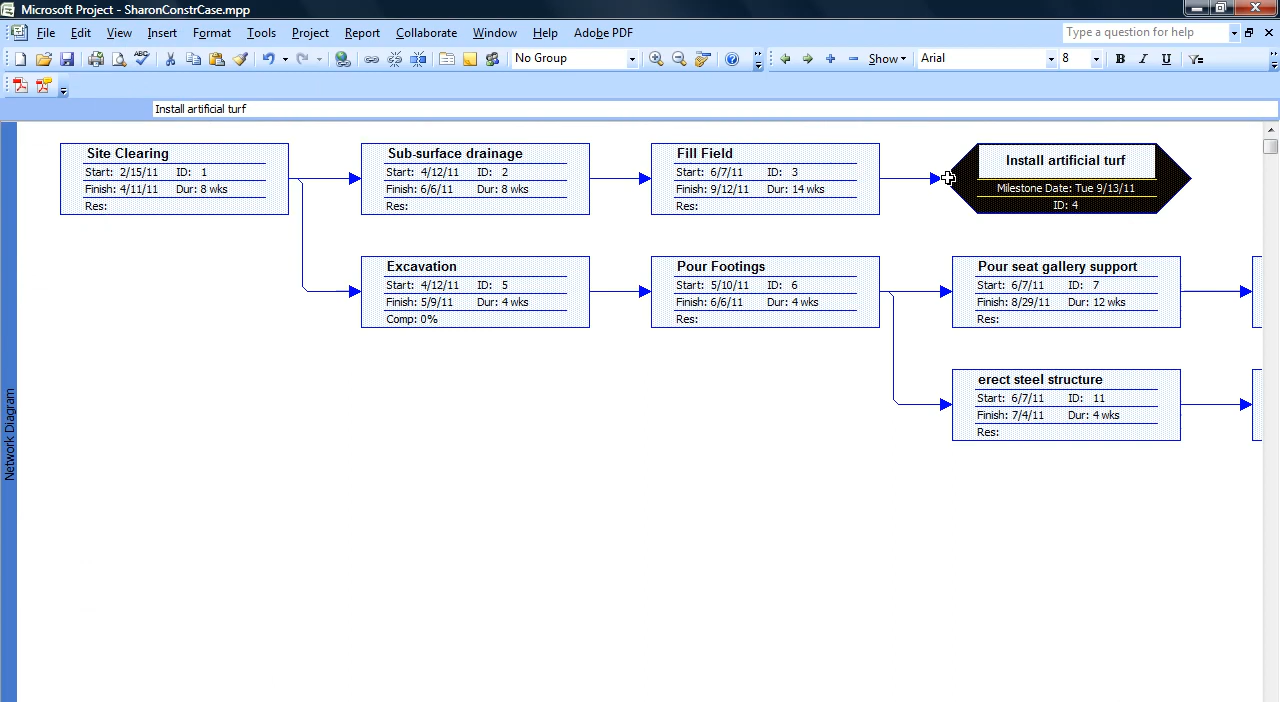 Microsoft Project - SharonConstrCase.mpp
File Edit View Insert Format Tools Project Report Collaborate Window Help Adobe PDF
Type a question for help
No Group
Show
Arial
8
B I U
Install artificial turf
Network Diagram
Site Clearing
Start: 2/15/11 ID: 1
Finish: 4/11/11 Dur: 8 wks
Res:
Sub-surface drainage
Start: 4/12/11 ID: 2
Finish: 6/6/11 Dur: 8 wks
Res:
Fill Field
Start: 6/7/11 ID: 3
Finish: 9/12/11 Dur: 14 wks
Res:
Install artificial turf
Milestone Date: Tue 9/13/11
ID: 4
Excavation
Start: 4/12/11 ID: 5
Finish: 5/9/11 Dur: 4 wks
Comp: 0%
Pour Footings
Start: 5/10/11 ID: 6
Finish: 6/6/11 Dur: 4 wks
Res:
Pour seat gallery support
Start: 6/7/11 ID: 7
Finish: 8/29/11 Dur: 12 wks
Res:
erect steel structure
Start: 6/7/11 ID: 11
Finish: 7/4/11 Dur: 4 wks
Res: